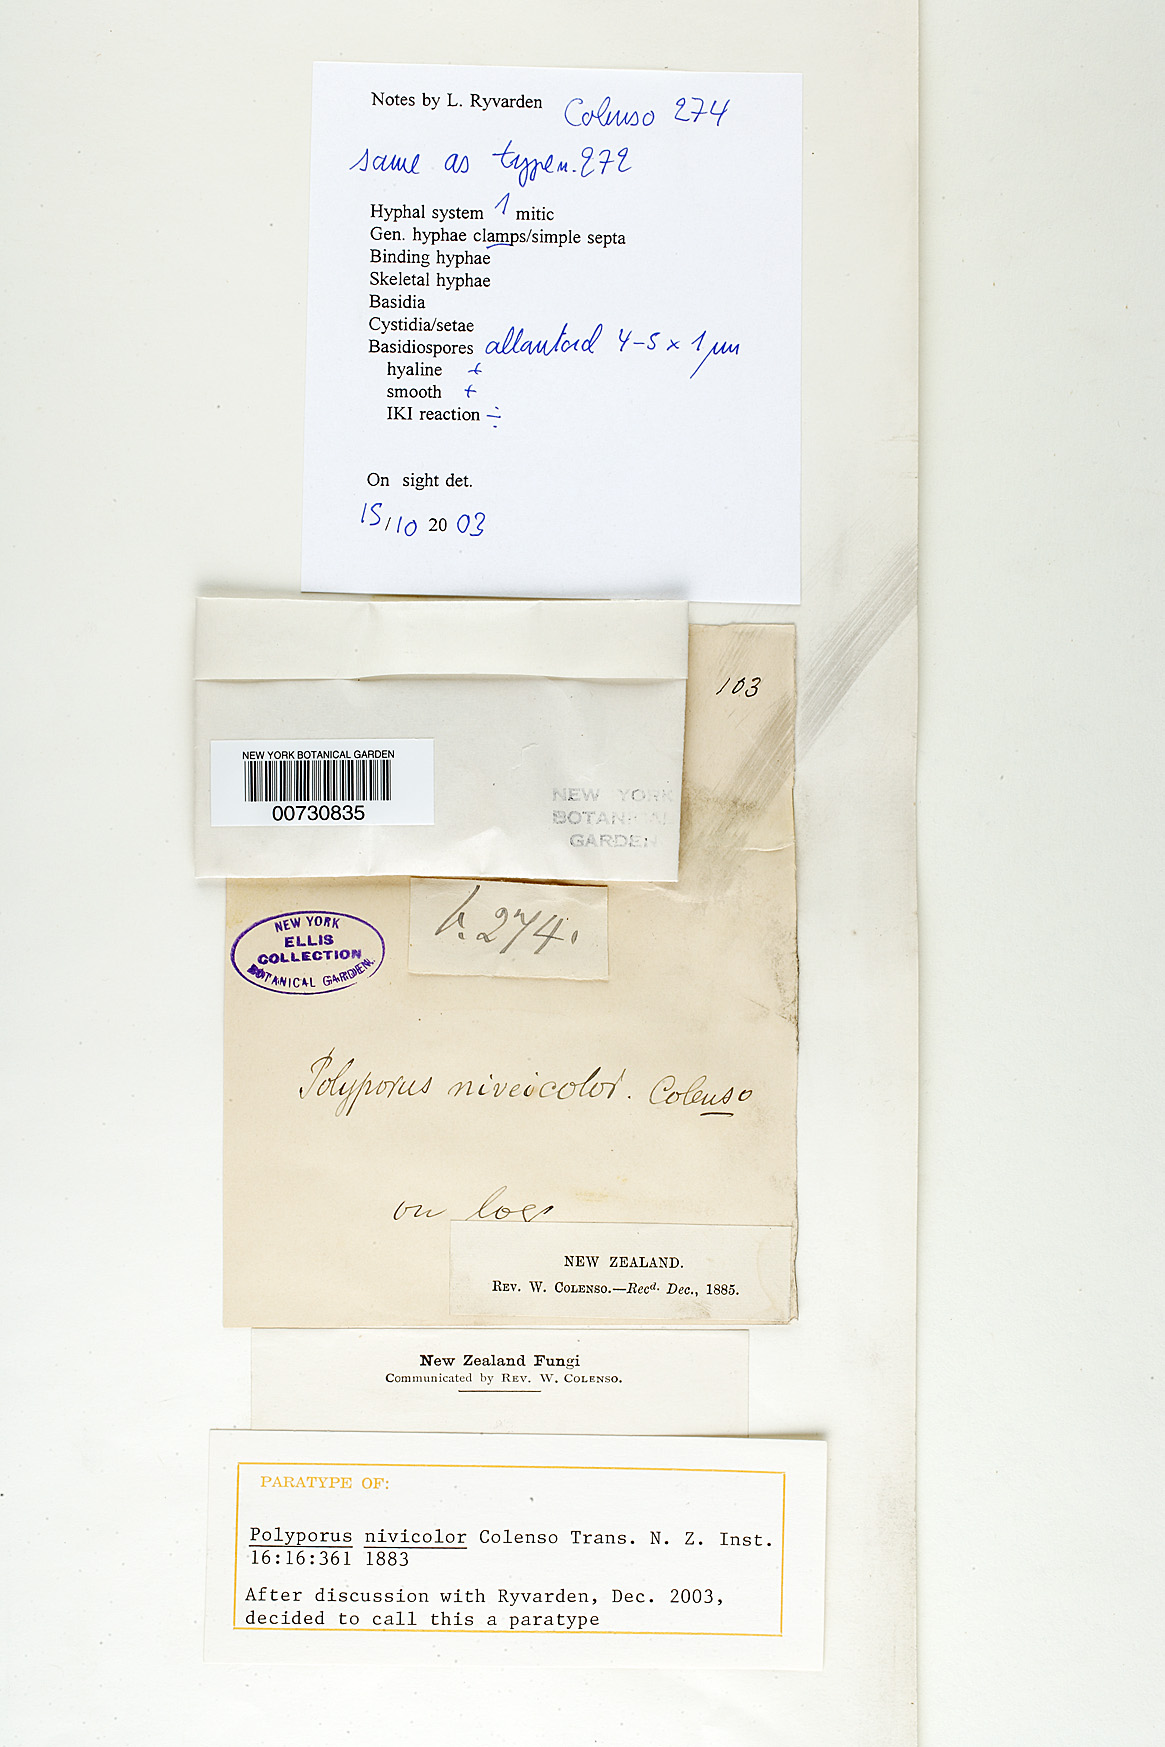 Notes by L. Ryvarden Colenso 274
same as type n. 272
Hyphal system 1 mitic
Gen. hyphae clamps/simple septa
Binding hyphae
Skeletal hyphae
Basidia
Cystidia/setae
Basidiospores allantoid 4-5 x 1 µm
hyaline +
smooth +
IKI reaction ÷
On sight det.
15/10 20 03
103
NEW YORK BOTANICAL GARDEN
00730835
NEW YORK
BOTANICAL
GARDEN
b. 274.
NEW YORK
ELLIS
COLLECTION
BOTANICAL GARDEN.
Polyporus niveicolor. Colenso
on logs
NEW ZEALAND.
REV. W. COLENSO.—Recd. Dec., 1885.
New Zealand Fungi
Communicated by REV. W. COLENSO.
PARATYPE OF:
Polyporus nivicolor Colenso Trans. N. Z. Inst.
16:16:361 1883
After discussion with Ryvarden, Dec. 2003,
decided to call this a paratype